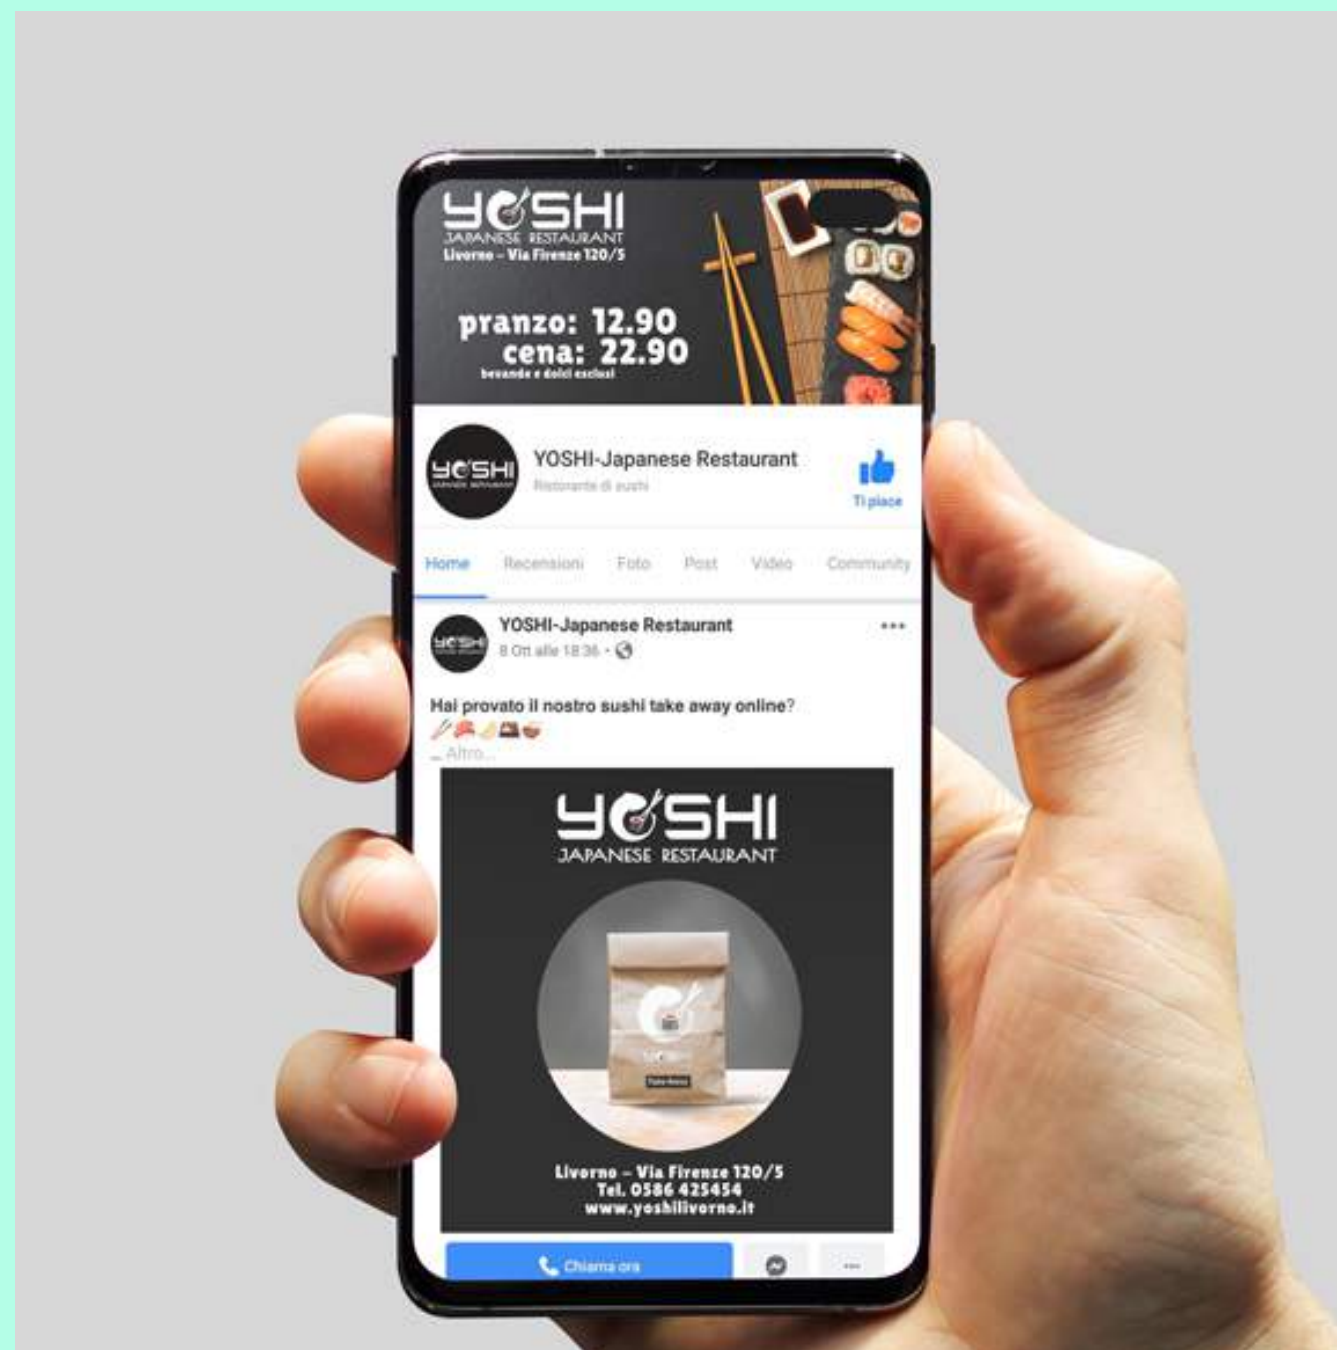 YOSHI
JAPANESE RESTAURANT
Livorno – Via Firenze 120/5
pranzo: 12.90
cena: 22.90
bevande e dolci esclusi
YOSHI
YOSHI-Japanese Restaurant
Ristorante di sushi
Ti piace
Home Recensioni Foto Post Video Community
YOSHI
YOSHI-Japanese Restaurant
8 Ott alle 18:36 ·
Hai provato il nostro sushi take away online?
... Altro...
YOSHI
JAPANESE RESTAURANT
Take Away
Livorno – Via Firenze 120/5
Tel. 0586 425454
www.yoshilivorno.it
Chiama ora